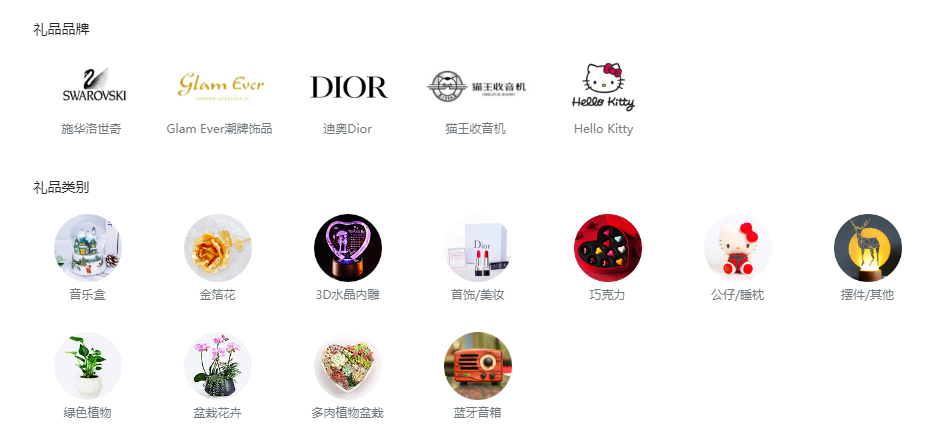 礼品品牌
SWAROVSKI
Glam Ever
DIOR
猫王收音机
Hello Kitty
施华洛世奇
Glam Ever潮牌饰品
迪奥Dior
猫王收音机
Hello Kitty
礼品类别
Dior
音乐盒
金箔花
3D水晶内雕
首饰/美妆
巧克力
公仔/睡枕
摆件/其他
绿色植物
盆栽花卉
多肉植物盆栽
蓝牙音箱